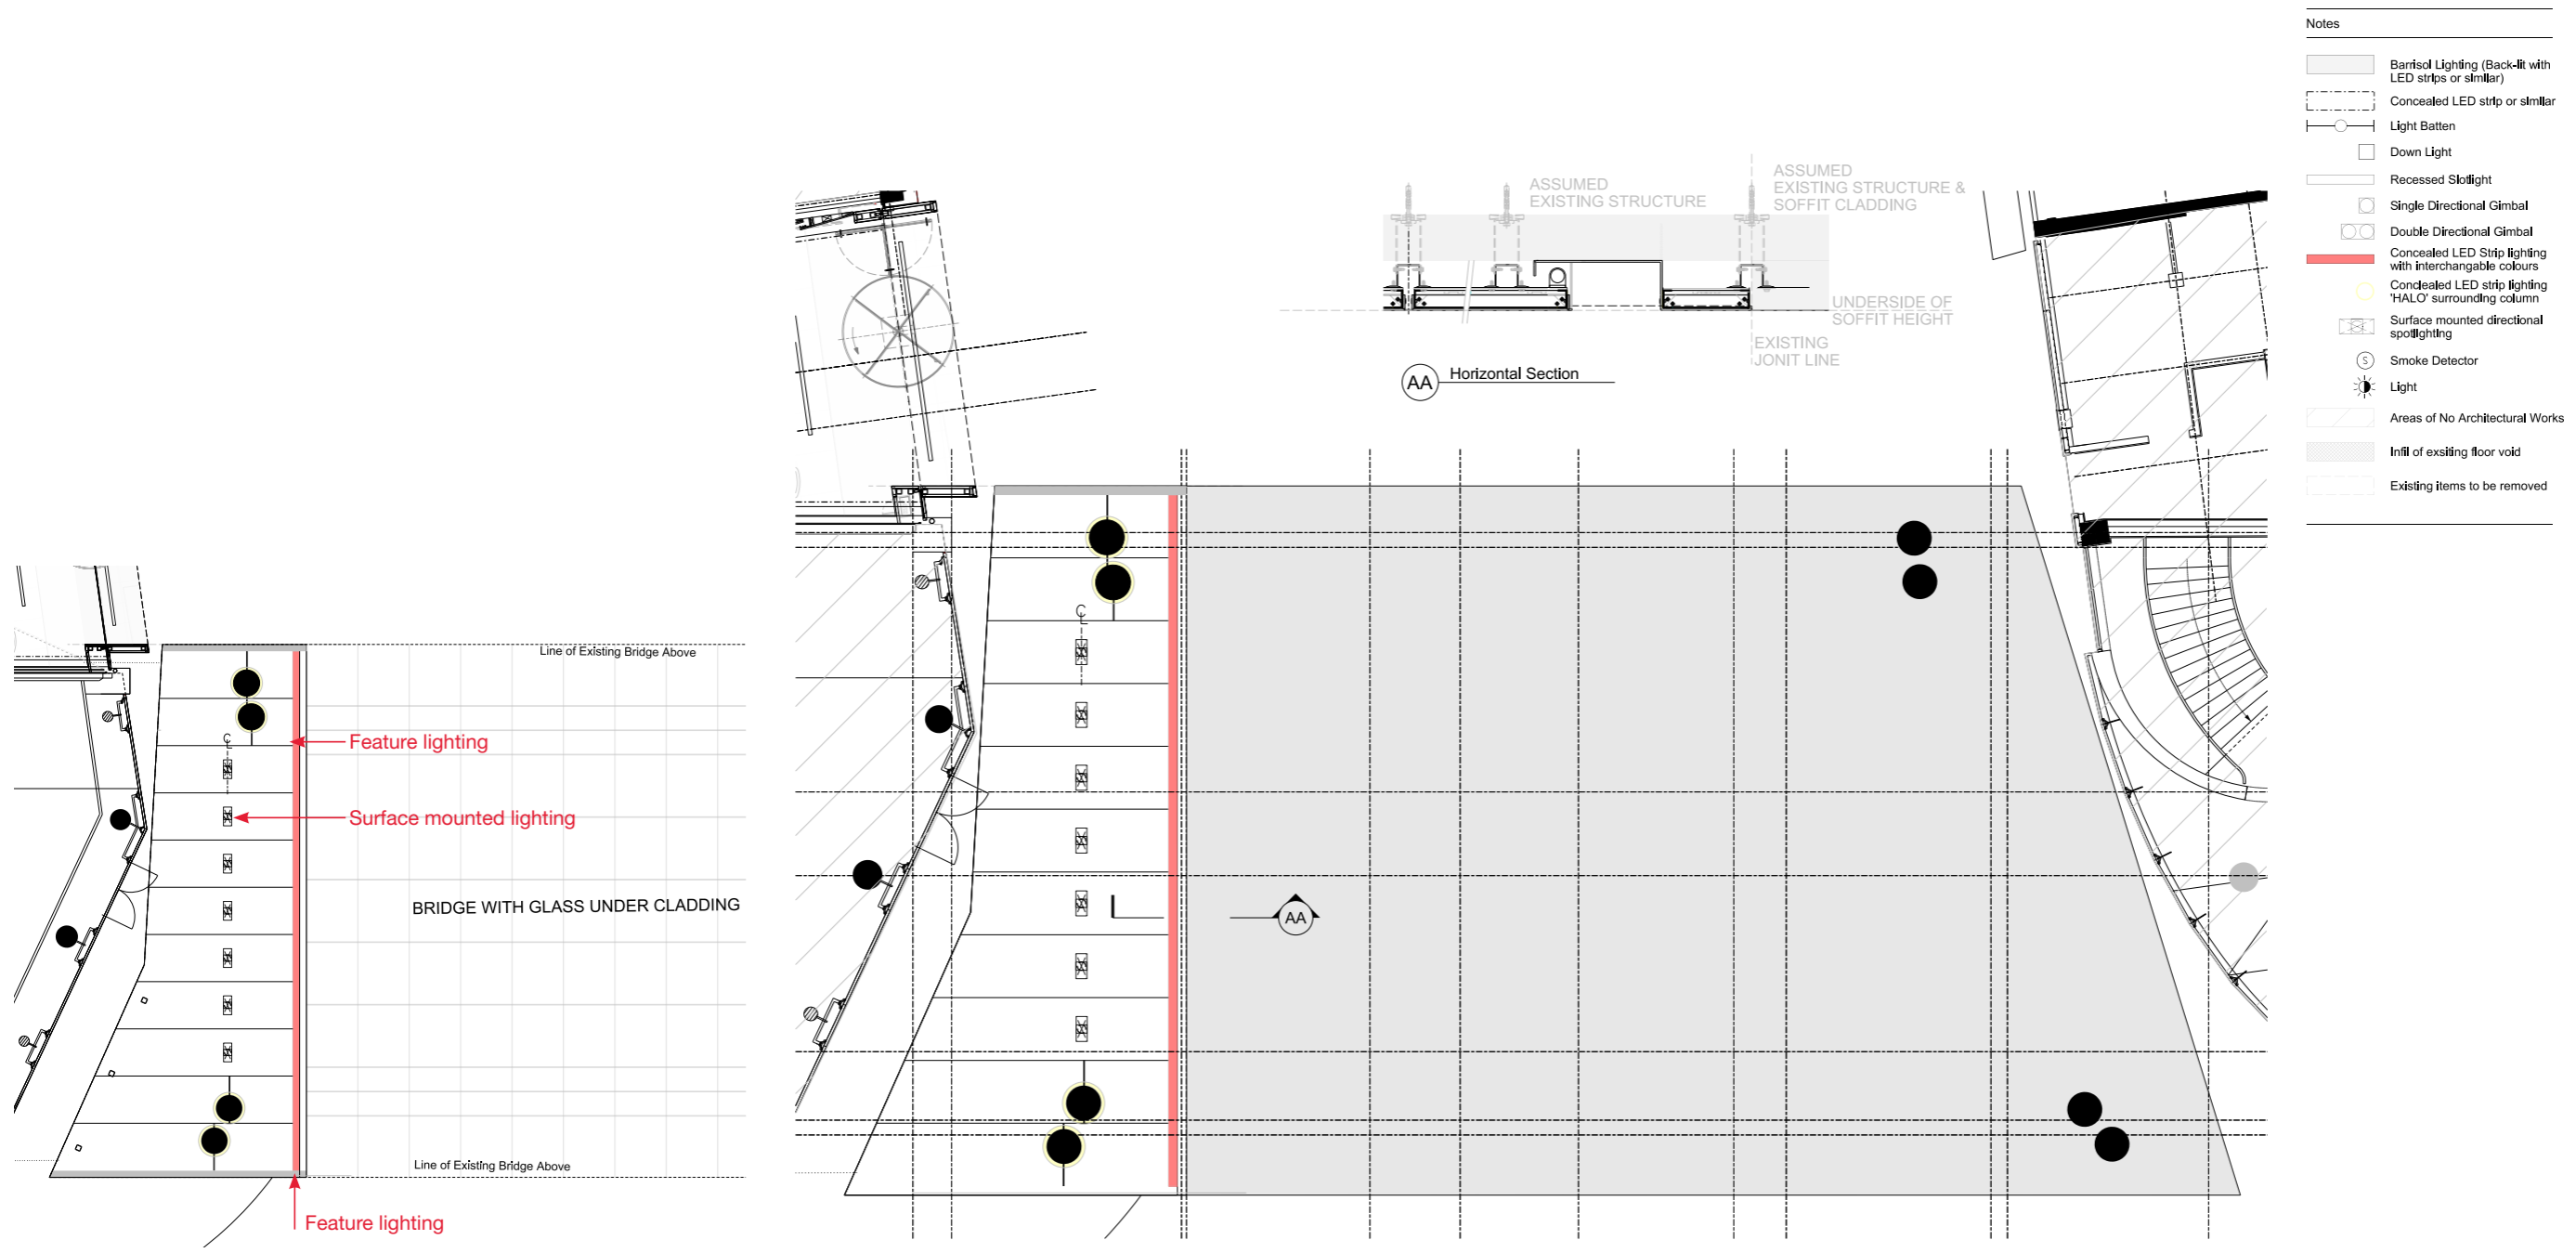 Notes
Barrisol Lighting (Back-lit with
LED strips or similar)
Concealed LED strip or similar
Light Batten
Down Light
Recessed Slotlight
Single Directional Gimbal
Double Directional Gimbal
Concealed LED Strip lighting
with interchangable colours
Conclealed LED strip lighting
'HALO' surrounding column
Surface mounted directional
spotlighting
S
Smoke Detector
Light
Areas of No Architectural Works
Infil of exsiting floor void
Existing items to be removed
ASSUMED
EXISTING STRUCTURE
ASSUMED
EXISTING STRUCTURE &
SOFFIT CLADDING
UNDERSIDE OF
SOFFIT HEIGHT
EXISTING
JONIT LINE
AA
Horizontal Section
Line of Existing Bridge Above
CL
Feature lighting
Surface mounted lighting
BRIDGE WITH GLASS UNDER CLADDING
Line of Existing Bridge Above
Feature lighting
CL
AA